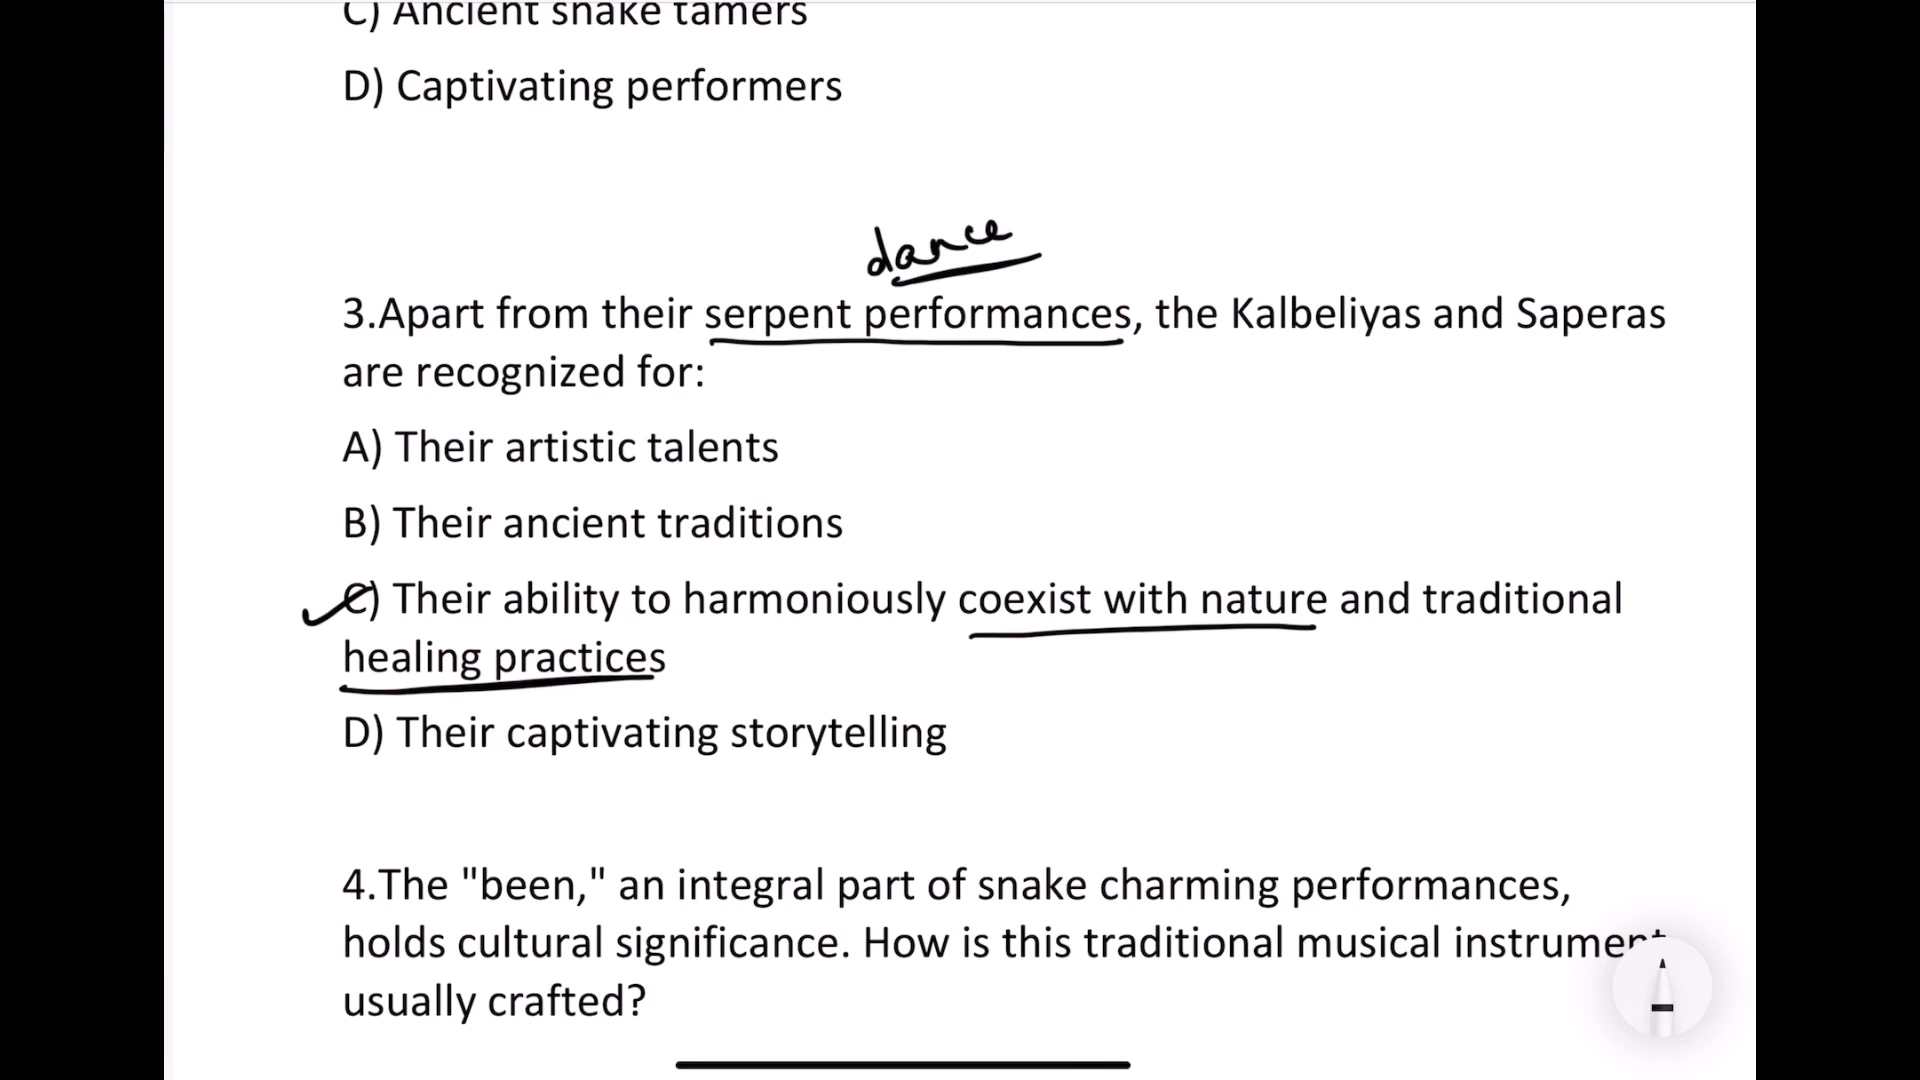 C) Ancient snake tamers
D) Captivating performers
dance
3.Apart from their serpent performances, the Kalbeliyas and Saperas
are recognized for:
A) Their artistic talents
B) Their ancient traditions
C) Their ability to harmoniously coexist with nature and traditional
healing practices
D) Their captivating storytelling
4.The "been," an integral part of snake charming performances,
holds cultural significance. How is this traditional musical instrument
usually crafted?